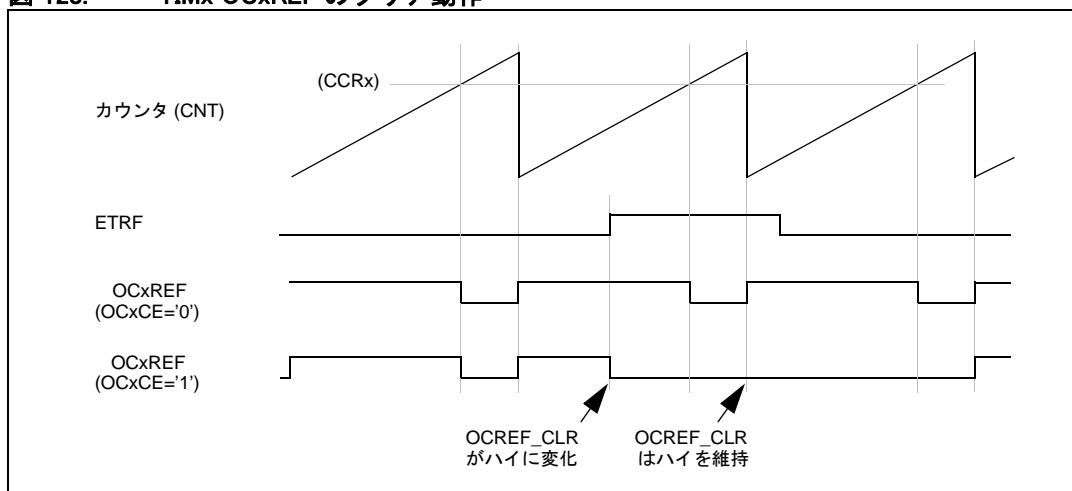 (CCRx)
カウンタ (CNT)
ETRF
OCxREF
(OCxCE='0')
OCxREF
(OCxCE='1')
OCREF_CLR
がハイに変化
OCREF_CLR
はハイを維持